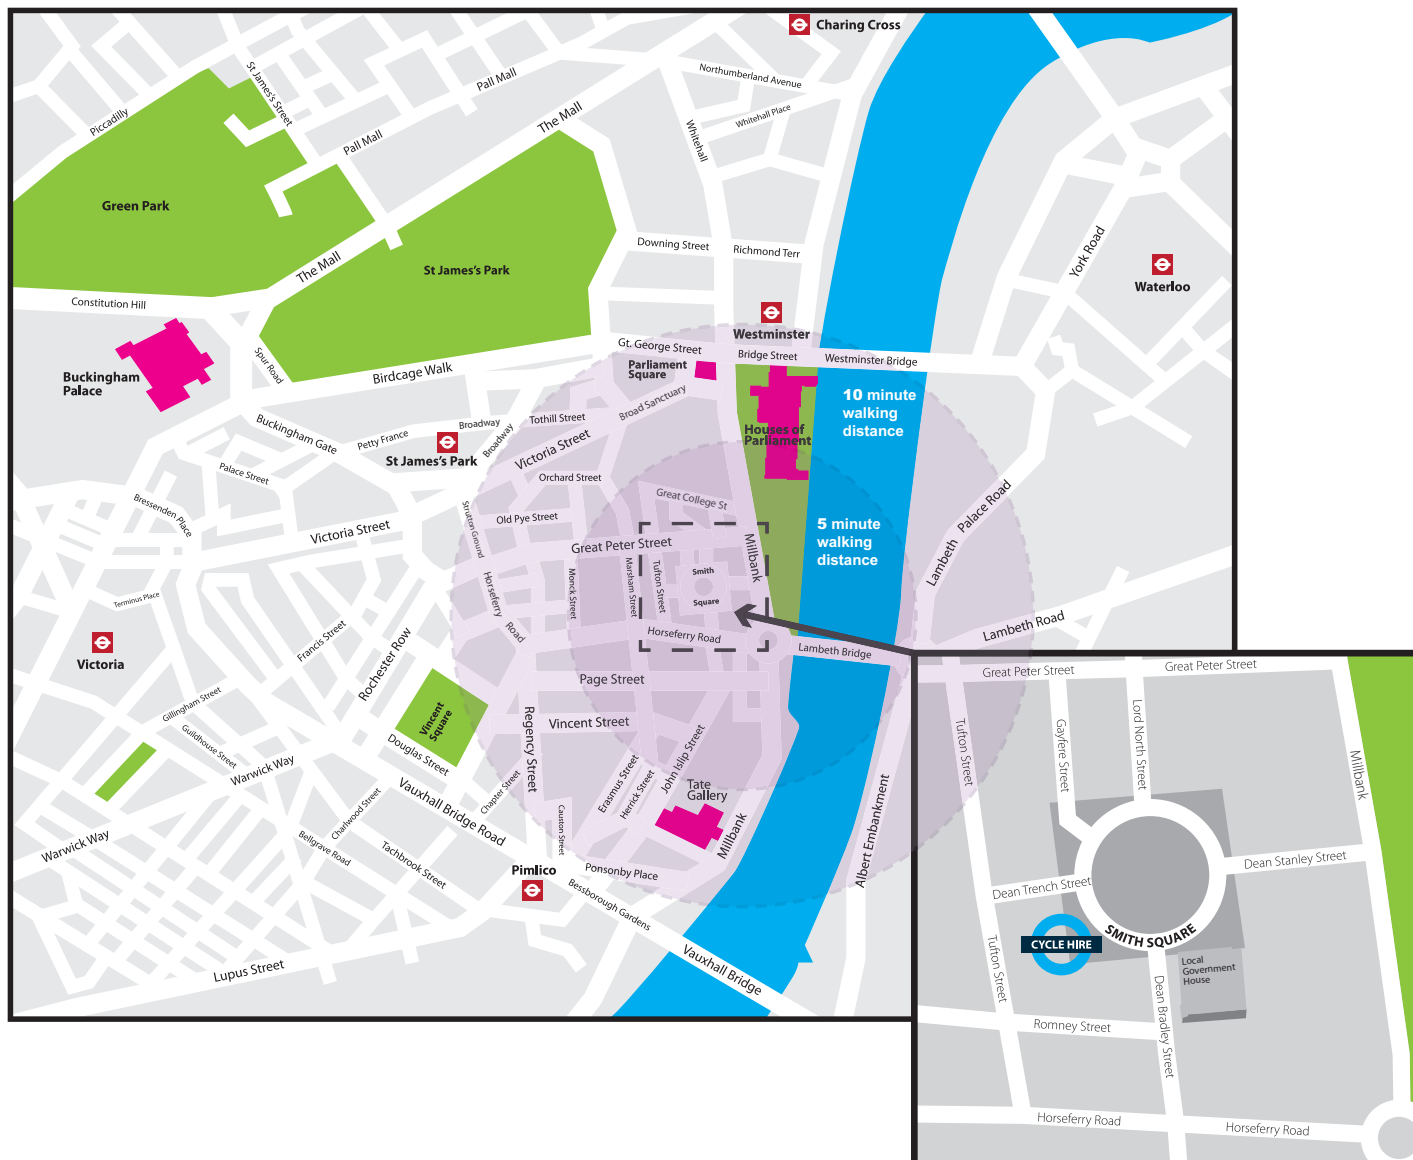 Charing Cross
Northumberland Avenue
Whitehall Place
Pall Mall
St James's Street
Piccadilly
The Mall
Pall Mall
Whitehall
Green Park
Downing Street
Richmond Terr
York Road
The Mall
St James's Park
Waterloo
Constitution Hill
Westminster
Gt. George Street
Bridge Street
Westminster Bridge
Spur Road
Birdcage Walk
Parliament
Square
Buckingham
Palace
10 minute
walking
distance
Broad Sanctuary
Tothill Street
Broadway
Buckingham Gate
Petty France
Broadway
Houses of
Parliament
Victoria Street
St James's Park
Palace Street
Orchard Street
Great College St
Bressenden Place
Strutton Ground
Old Pye Street
Victoria Street
5 minute
walking
distance
Lambeth Palace Road
Great Peter Street
Millbank
Monck Street
Marsham Street
Tufton Street
Smith
Square
Horseferry Road
Terminus Place
Horseferry Road
Francis Street
Rochester Row
Victoria
Lambeth Road
Lambeth Bridge
Page Street
Gillingham Street
Guildhouse Street
Vincent
Square
Vincent Street
Regency Street
Douglas Street
Warwick Way
Chapter Street
Vauxhall Bridge Road
Erasmus Street
Herrick Street
John Islip Street
Tate
Gallery
Millbank
Albert Embankment
Causton Street
Charlwood Street
Bellgrave Road
Warwick Way
Tachbrook Street
Pimlico
Ponsonby Place
Bessborough Gardens
Lupus Street
Vauxhall Bridge
Great Peter Street
Great Peter Street
Tufton Street
Gayfere Street
Lord North Street
Millbank
Dean Stanley Street
Dean Trench Street
SMITH SQUARE
CYCLE HIRE
Tufton Street
Local
Government
House
Dean Bradley Street
Romney Street
Horseferry Road
Horseferry Road